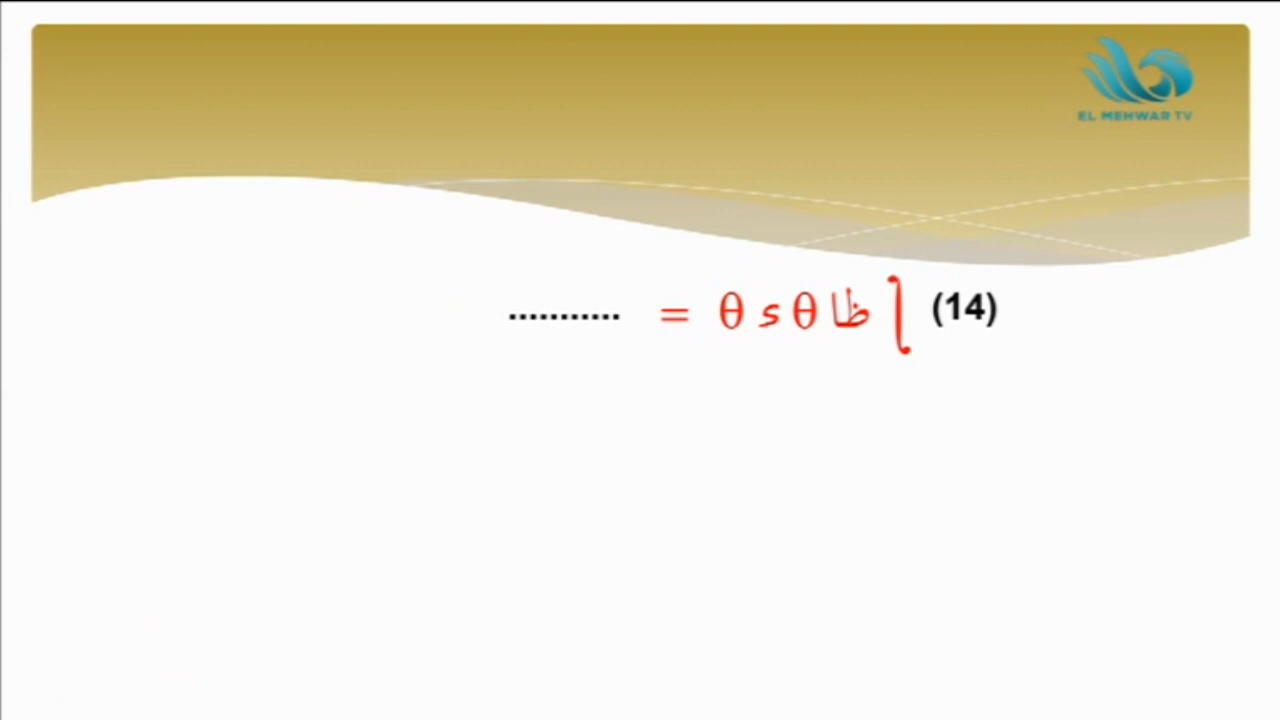 EL MEHWAR TV
(14) ∫ ظا θ ء θ = ...........